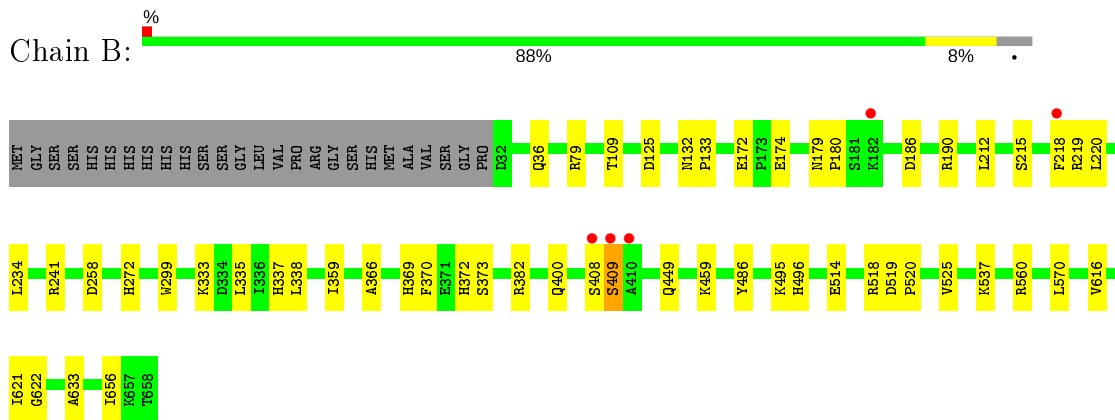 %
Chain B:
88% 8% •
MET GLY SER SER HIS HIS HIS HIS HIS HIS SER SER GLY LEU VAL PRO ARG GLY SER HIS MET ALA VAL SER GLY PRO D32 Q36 R79 T109 D125 N132 P133 E172 P173 E174 N179 P180 S181 K182 D186 R190 L212 S215 F218 R219 L220
L234 R241 D258 H272 W299 K333 D334 L335 I336 H337 L338 I359 A366 H369 F370 E371 H372 S373 R382 Q400 S408 S409 A410 Q449 K459 Y486 K495 H496 E514 R518 D519 P520 V525 K537 R560 L570 V616
I621 G622 A633 I656 K657 T658